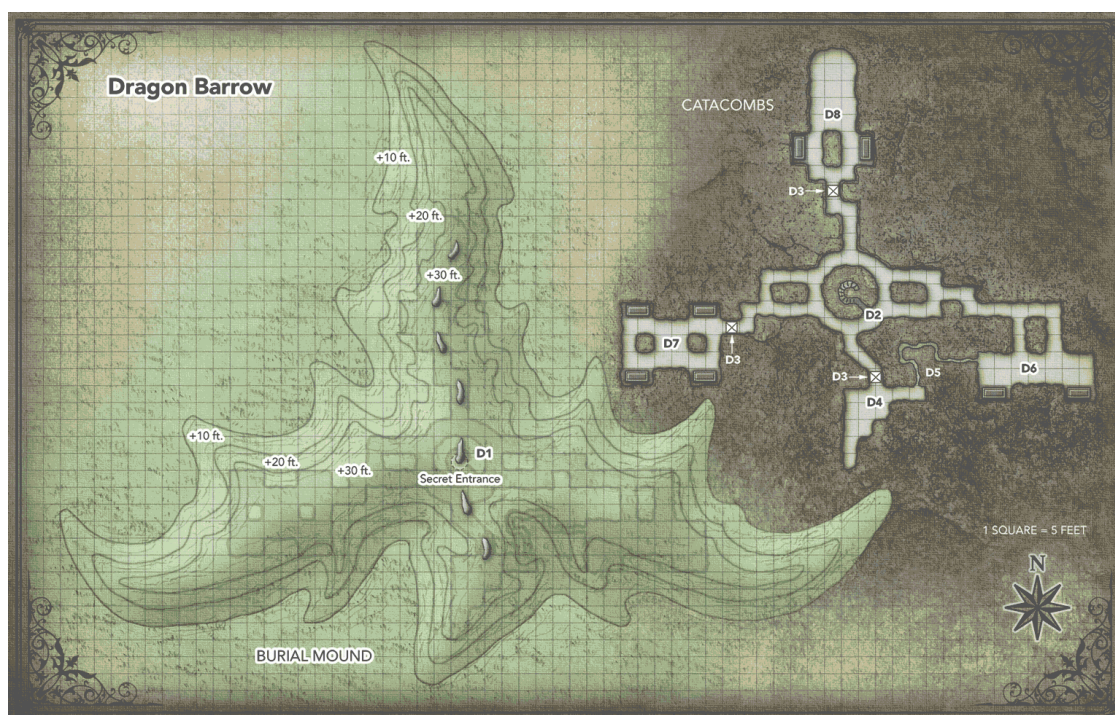 Dragon Barrow
CATACOMBS
D8
+10 ft.
D3
+20 ft.
+30 ft.
D2
D7
D3
D3
D5
D6
D4
+10 ft.
+20 ft.
+30 ft.
D1
Secret Entrance
1 SQUARE = 5 FEET
N
BURIAL MOUND